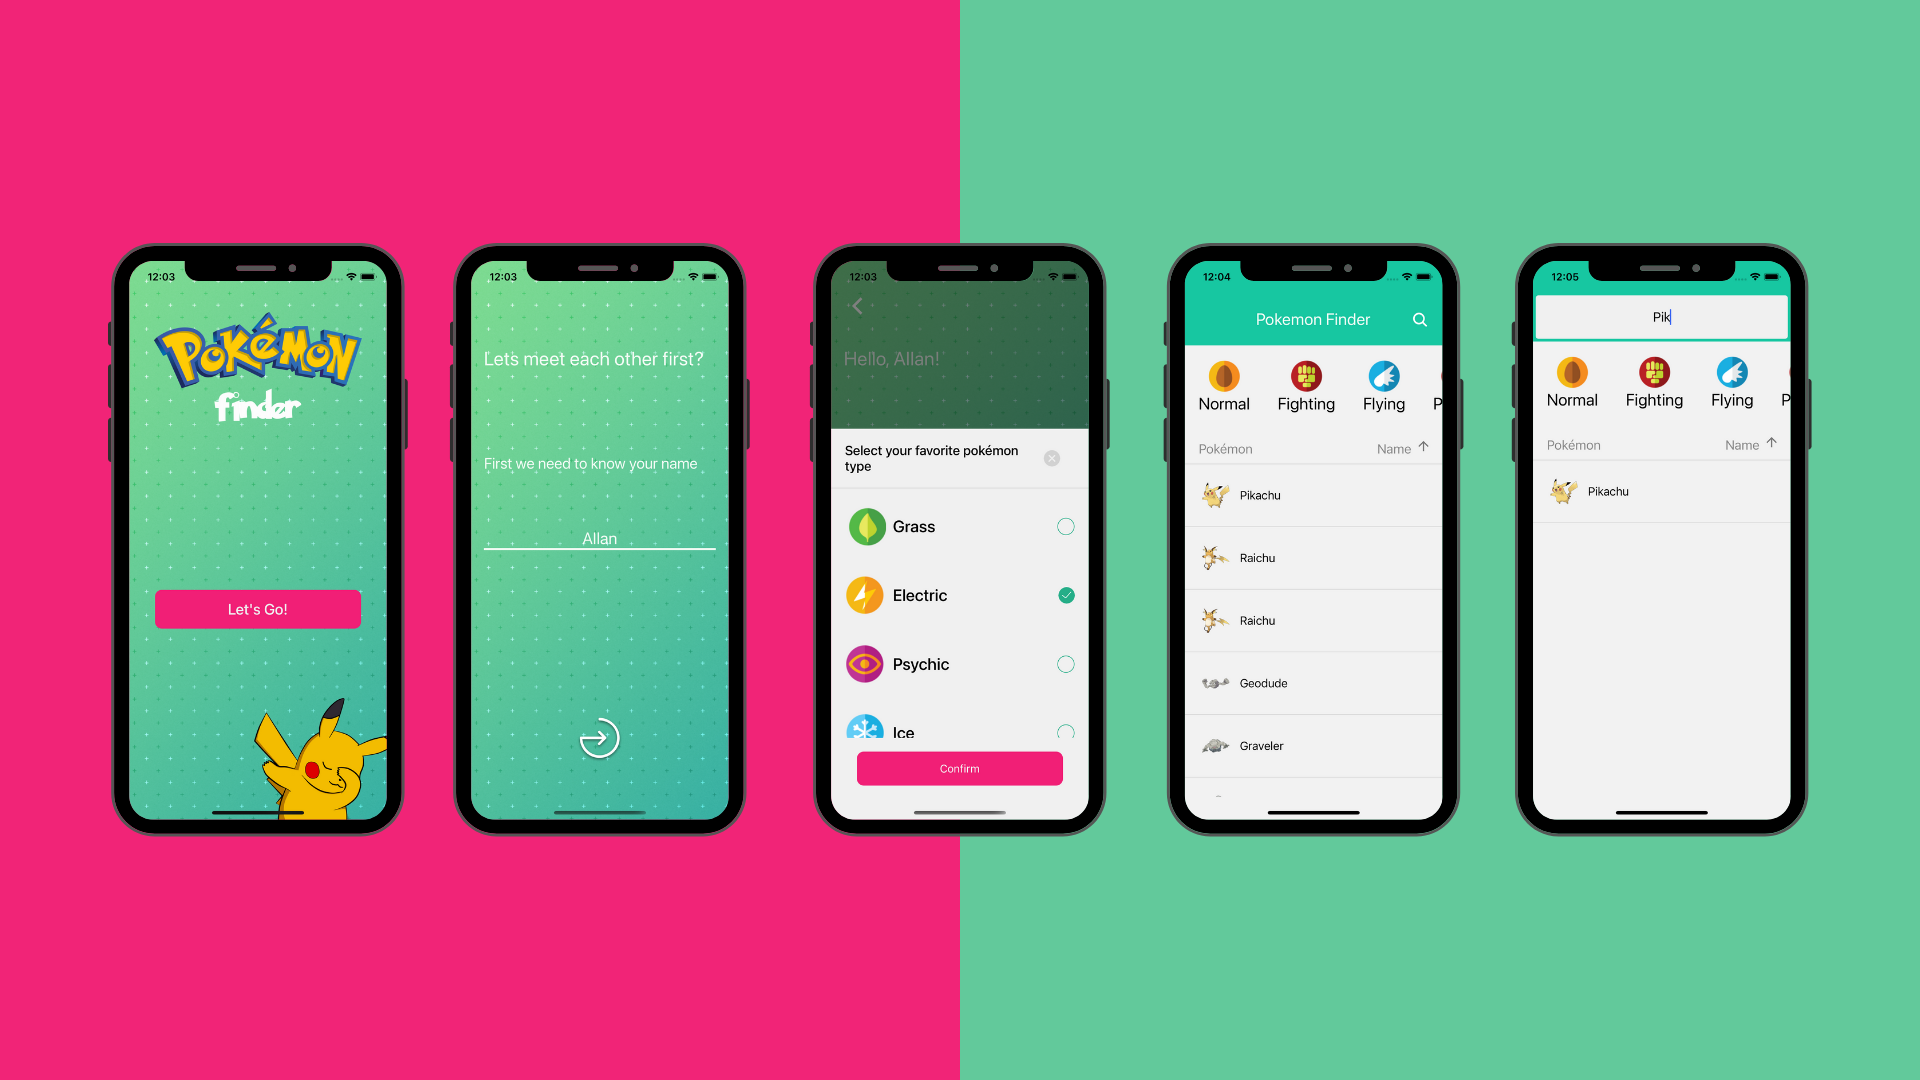 12:03
POKéMON
finder
Let's Go!
12:03
Lets meet each other first?
First we need to know your name
Allan
12:03
Hello, Allan!
Select your favorite pokémon
type
Grass
Electric
Psychic
Ice
Confirm
12:04
Pokemon Finder
Normal Fighting Flying P
Pokémon Name
Pikachu
Raichu
Raichu
Geodude
Graveler
12:05
Pik
Normal Fighting Flying P
Pokémon Name
Pikachu